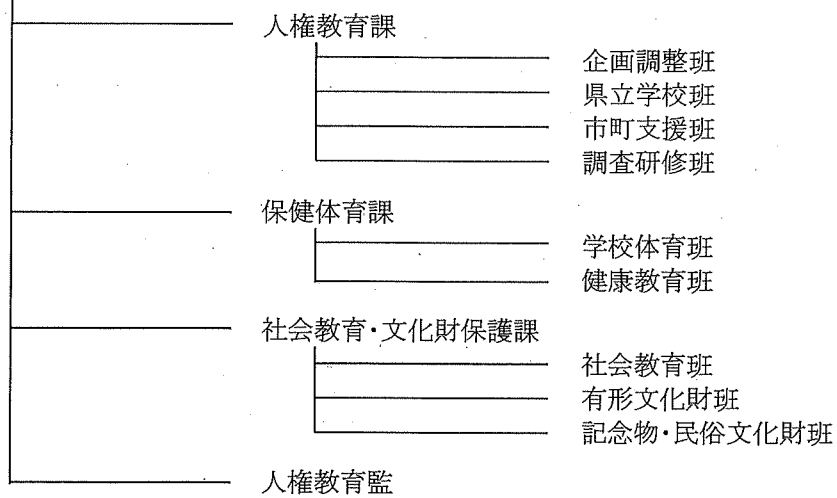 人権教育課
企画調整班
県立学校班
市町支援班
調査研修班
保健体育課
学校体育班
健康教育班
社会教育・文化財保護課
社会教育班
有形文化財班
記念物・民俗文化財班
人権教育監